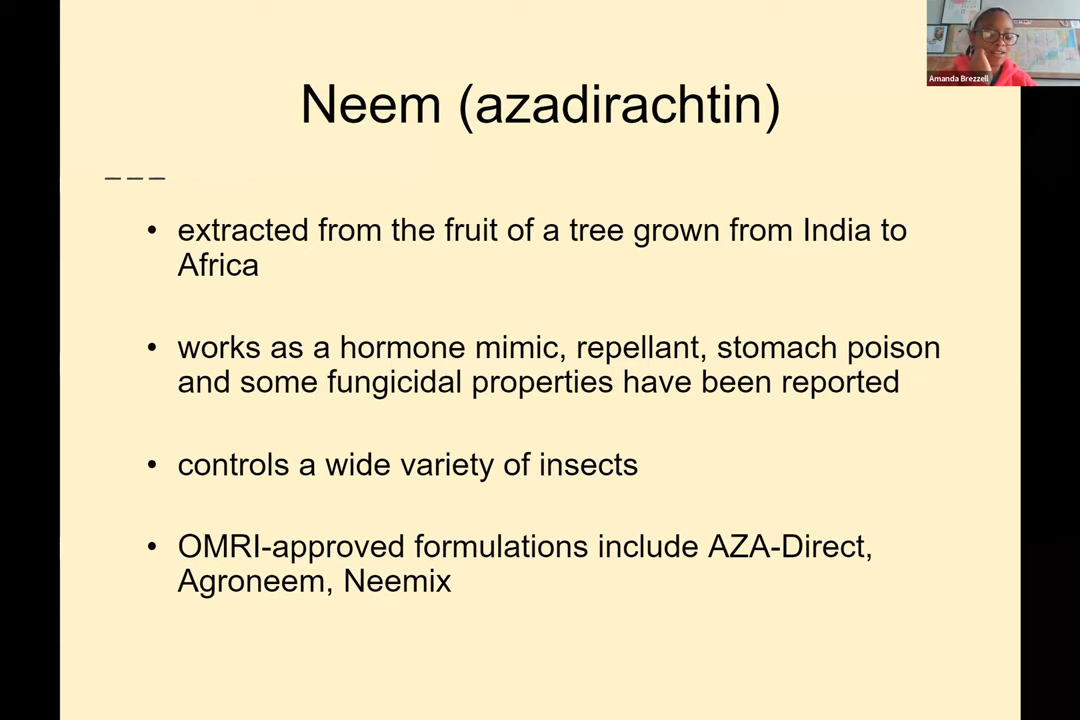 Amanda Brezzell
Neem (azadirachtin)
• extracted from the fruit of a tree grown from India to
Africa
• works as a hormone mimic, repellant, stomach poison
and some fungicidal properties have been reported
• controls a wide variety of insects
• OMRI-approved formulations include AZA-Direct,
Agroneem, Neemix